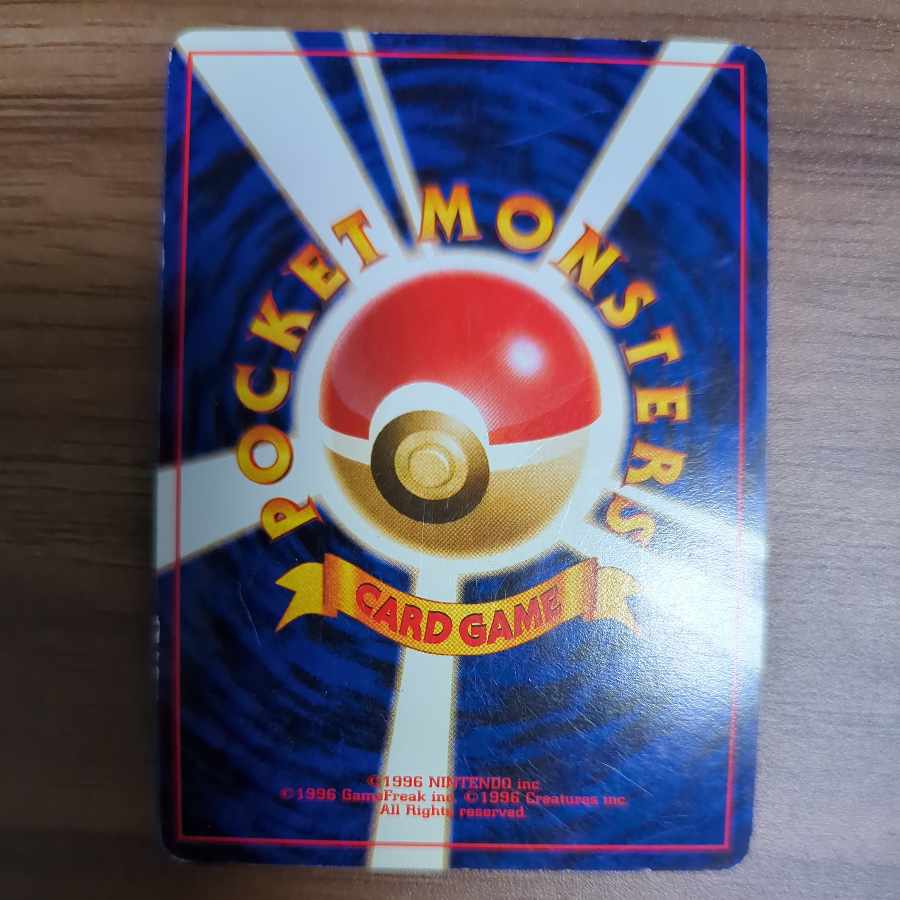 POCKET MONSTERS
CARD GAME
©1996 NINTENDO inc.
©1996 GameFreak inc. ©1996 Creatures inc.
All Rights reserved.